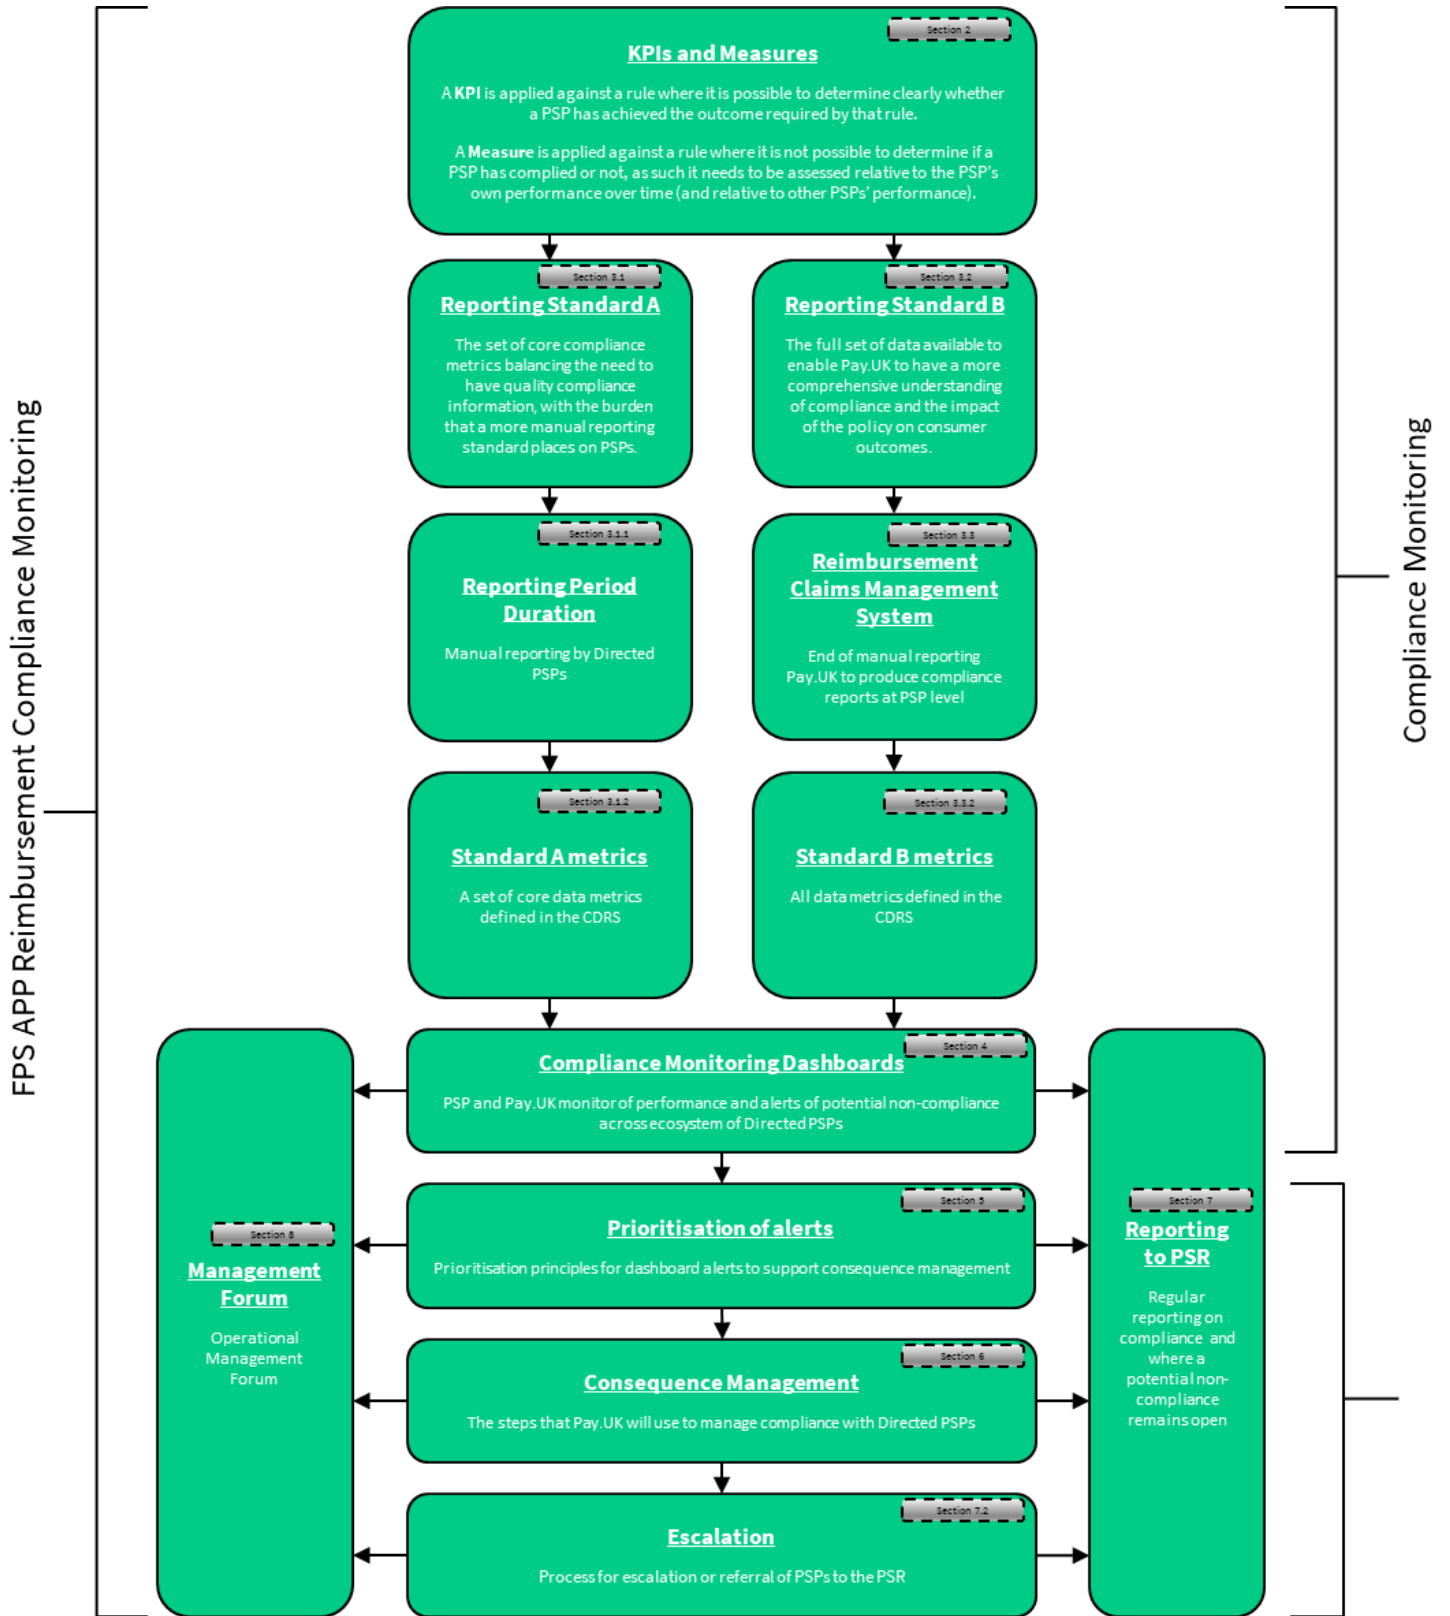 FPS APP Reimbursement Compliance Monitoring
Section 2
KPIs and Measures
A KPI is applied against a rule where it is possible to determine clearly whether
a PSP has achieved the outcome required by that rule.
A Measure is applied against a rule where it is not possible to determine if a
PSP has complied or not, as such it needs to be assessed relative to the PSP's
own performance over time (and relative to other PSPs' performance).
Section 3.1
Reporting Standard A
The set of core compliance
metrics balancing the need to
have quality compliance
information, with the burden
that a more manual reporting
standard places on PSPs.
Section 3.2
Reporting Standard B
The full set of data available to
enable Pay.UK to have a more
comprehensive understanding
of compliance and the impact
of the policy on consumer
outcomes.
Section 3.1.1
Reporting Period
Duration
Manual reporting by Directed
PSPs
Section 3.3
Reimbursement
Claims Management
System
End of manual reporting
Pay.UK to produce compliance
reports at PSP level
Section 3.1.2
Standard A metrics
A set of core data metrics
defined in the CDRS
Section 3.3.2
Standard B metrics
All data metrics defined in the
CDRS
Section 4
Compliance Monitoring Dashboards
PSP and Pay.UK monitor of performance and alerts of potential non-compliance
across ecosystem of Directed PSPs
Section 5
Prioritisation of alerts
Prioritisation principles for dashboard alerts to support consequence management
Section 6
Consequence Management
The steps that Pay.UK will use to manage compliance with Directed PSPs
Section 7.2
Escalation
Process for escalation or referral of PSPs to the PSR
Section 8
Management
Forum
Operational
Management
Forum
Section 7
Reporting
to PSR
Regular
reporting on
compliance and
where a
potential non-
compliance
remains open
Compliance Monitoring